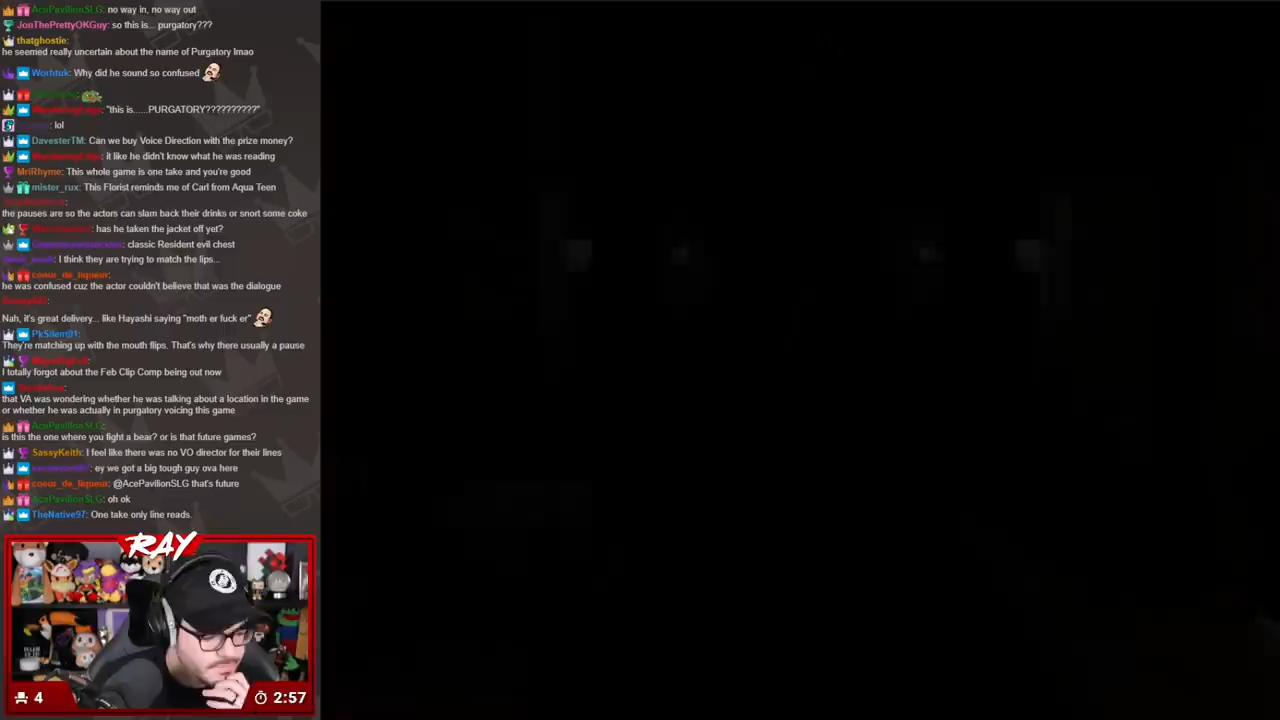 AcePavilionSLG: no way in, no way out
JonThePrettyOKGuy: so this is... purgatory???
thatghostie:
he seemed really uncertain about the name of Purgatory lmao
Worhtuk: Why did he sound so confused
"this is......PURGATORY??????????"
: lol
DavesterTM: Can we buy Voice Direction with the prize money?
: it like he didn't know what he was reading
MriRhyme: This whole game is one take and you're good
mister_rux: This Florist reminds me of Carl from Aqua Teen
the pauses are so the actors can slam back their drinks or snort some coke
: has he taken the jacket off yet?
: classic Resident evil chest
: I think they are trying to match the lips...
coeur_de_liqueur:
he was confused cuz the actor couldn't believe that was the dialogue
Nah, it's great delivery... like Hayashi saying "moth er fuck er"
PkSilent01:
They're matching up with the mouth flips. That's why there usually a pause
I totally forgot about the Feb Clip Comp being out now
that VA was wondering whether he was talking about a location in the game
or whether he was actually in purgatory voicing this game
AcePavilionSLG:
is this the one where you fight a bear? or is that future games?
SassyKeith: I feel like there was no VO director for their lines
: ey we got a big tough guy ova here
coeur_de_liqueur: @AcePavilionSLG that's future
AcePavilionSLG: oh ok
TheNative97: One take only line reads.
RAY
4
2:57